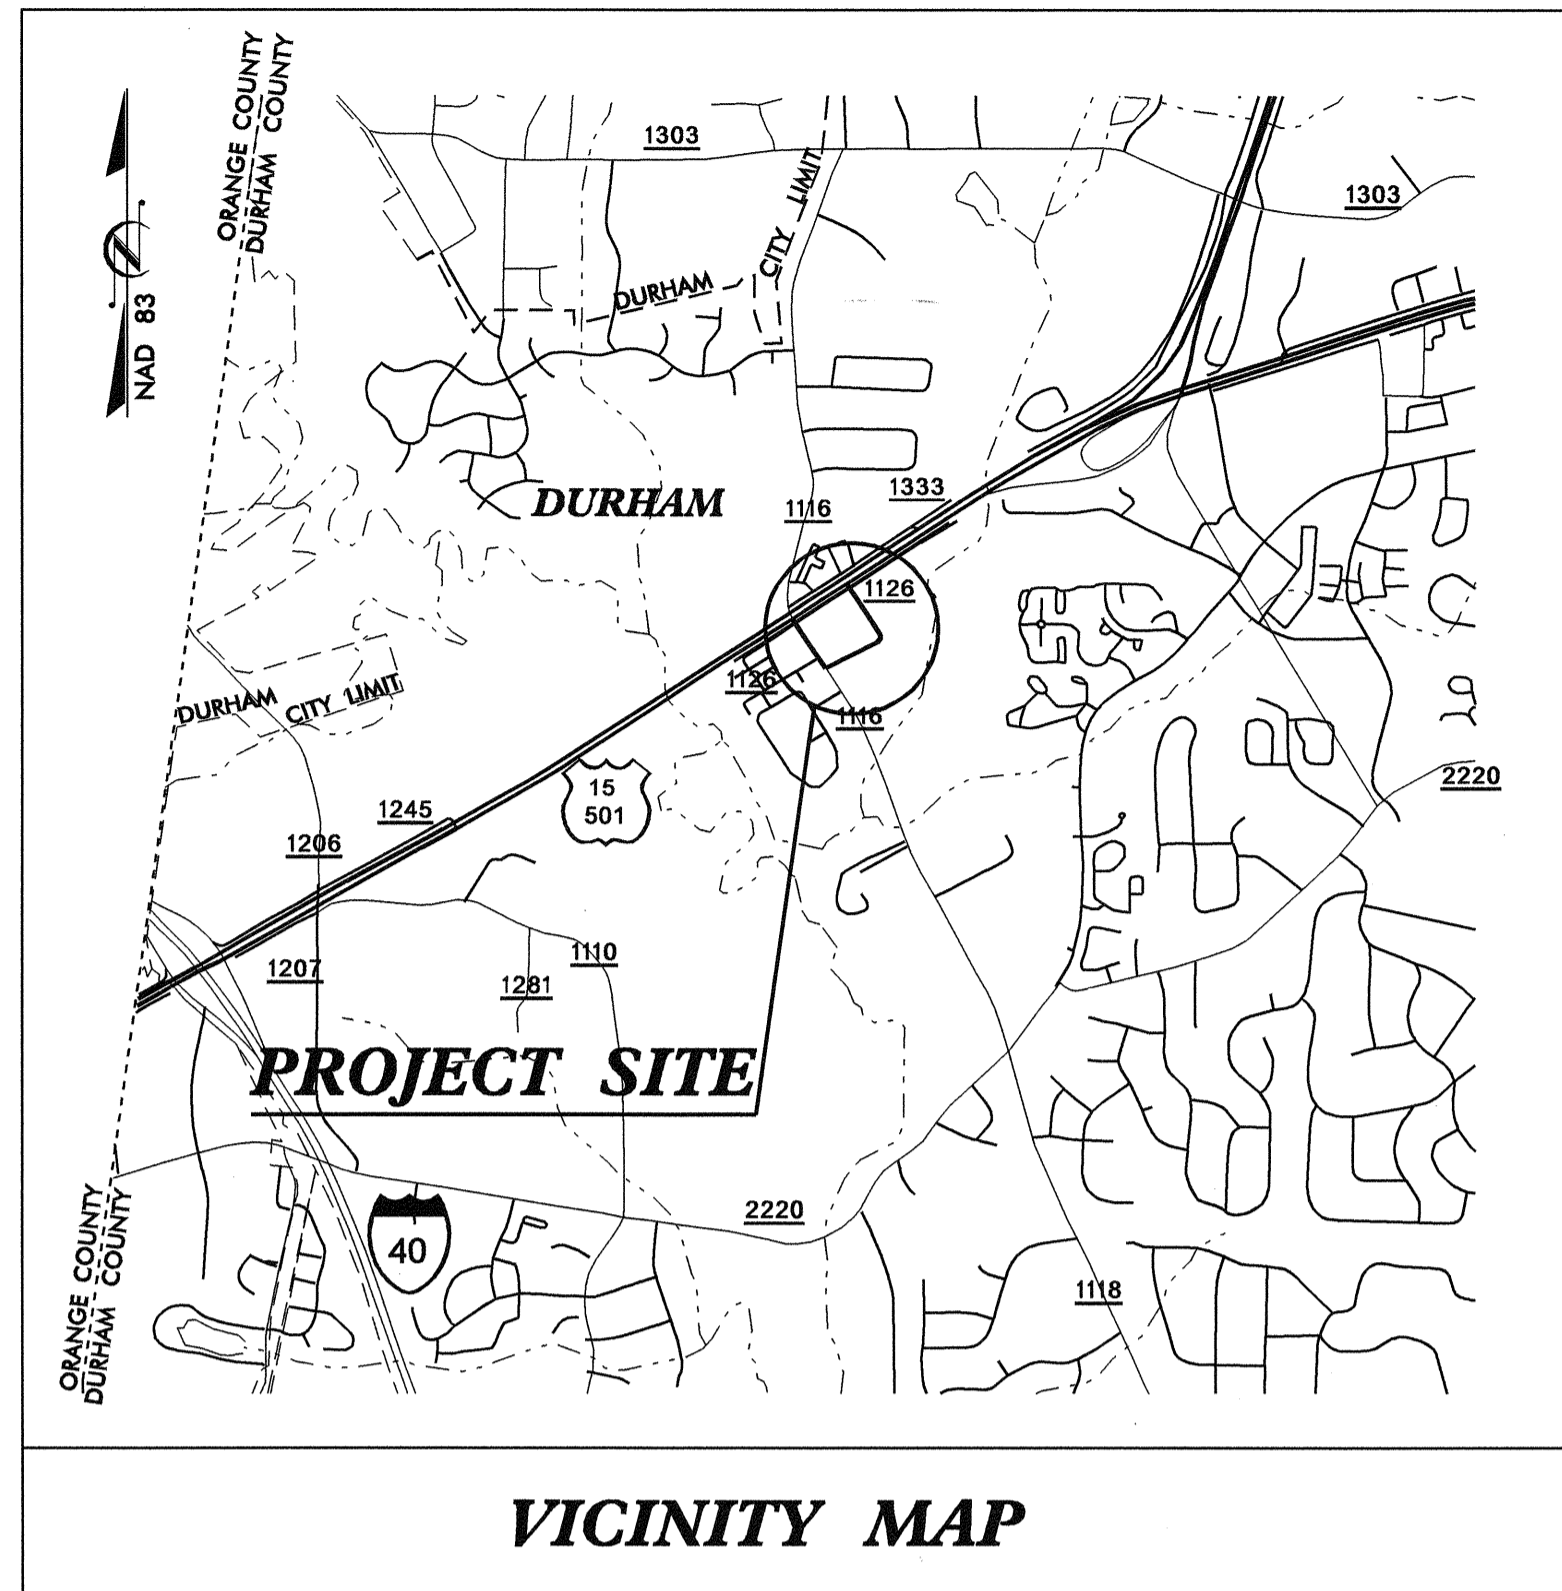 ORANGE COUNTY
DURHAM COUNTY
1303
CITY LIMIT
1303
DURHAM
NAD 83
DURHAM
1333
1116
1126
1126
DURHAM CITY LIMIT
1116
2220
15
501
1245
1206
1110
1207
1281
PROJECT SITE
2220
40
1118
ORANGE COUNTY
DURHAM COUNTY
VICINITY MAP